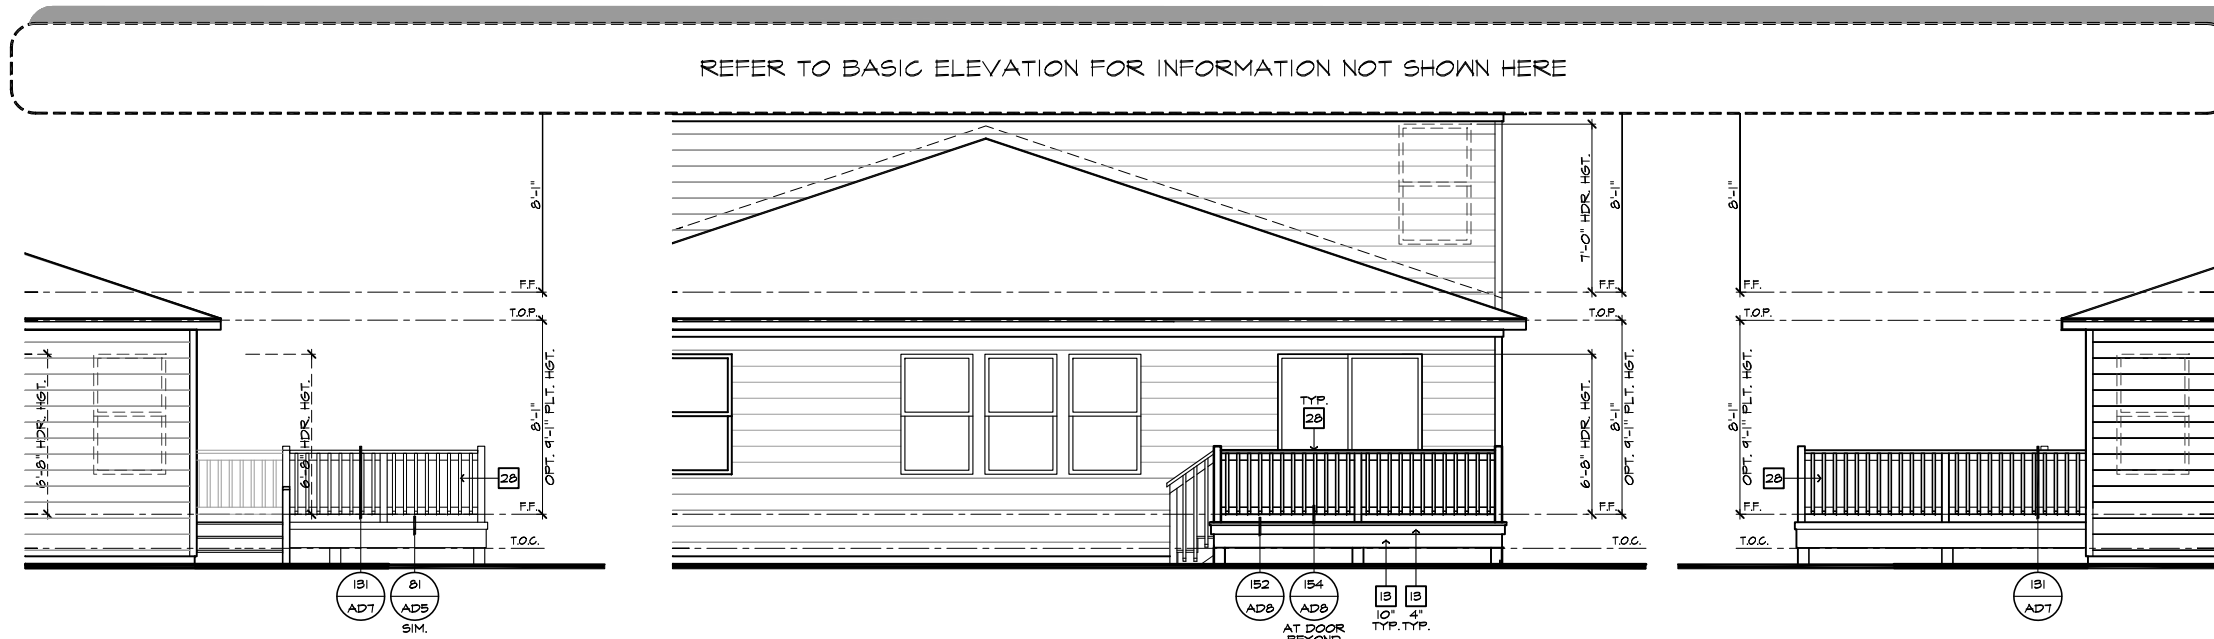 REFER TO BASIC ELEVATION FOR INFORMATION NOT SHOWN HERE
8'-1"
F.F.
T.O.P.
6'-8" HDR. HGT.
6'-8" HDR. HGT.
8'-1"
OPT. 9'-1" PLT. HGT.
28
F.F.
T.O.C.
131
AD7
81
AD5
SIM.
7'-0" HDR. HGT.
8'-1"
F.F.
T.O.P.
TYP.
28
6'-8" HDR. HGT.
8'-1"
OPT. 9'-1" PLT. HGT.
F.F.
T.O.C.
152
AD8
154
AD8
AT DOOR
BEYOND
13
10"
TYP.
13
4"
TYP.
8'-1"
F.F.
T.O.P.
8'-1"
OPT. 9'-1" PLT. HGT.
28
F.F.
T.O.C.
131
AD7